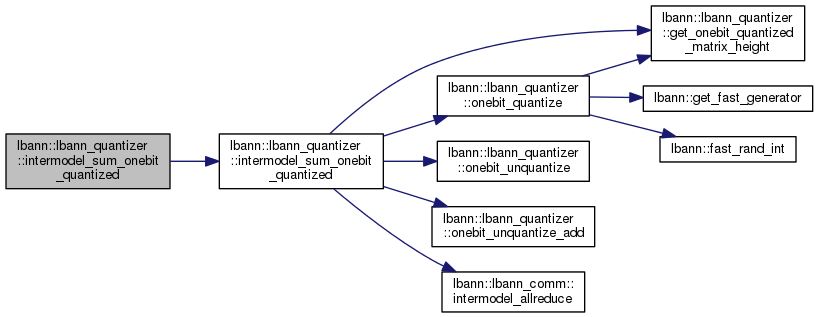 lbann::lbann_quantizer
::intermodel_sum_onebit
_quantized
lbann::lbann_quantizer
::intermodel_sum_onebit
_quantized
lbann::lbann_quantizer
::get_onebit_quantized
_matrix_height
lbann::lbann_quantizer
::onebit_quantize
lbann::get_fast_generator
lbann::fast_rand_int
lbann::lbann_quantizer
::onebit_unquantize
lbann::lbann_quantizer
::onebit_unquantize_add
lbann::lbann_comm::
intermodel_allreduce